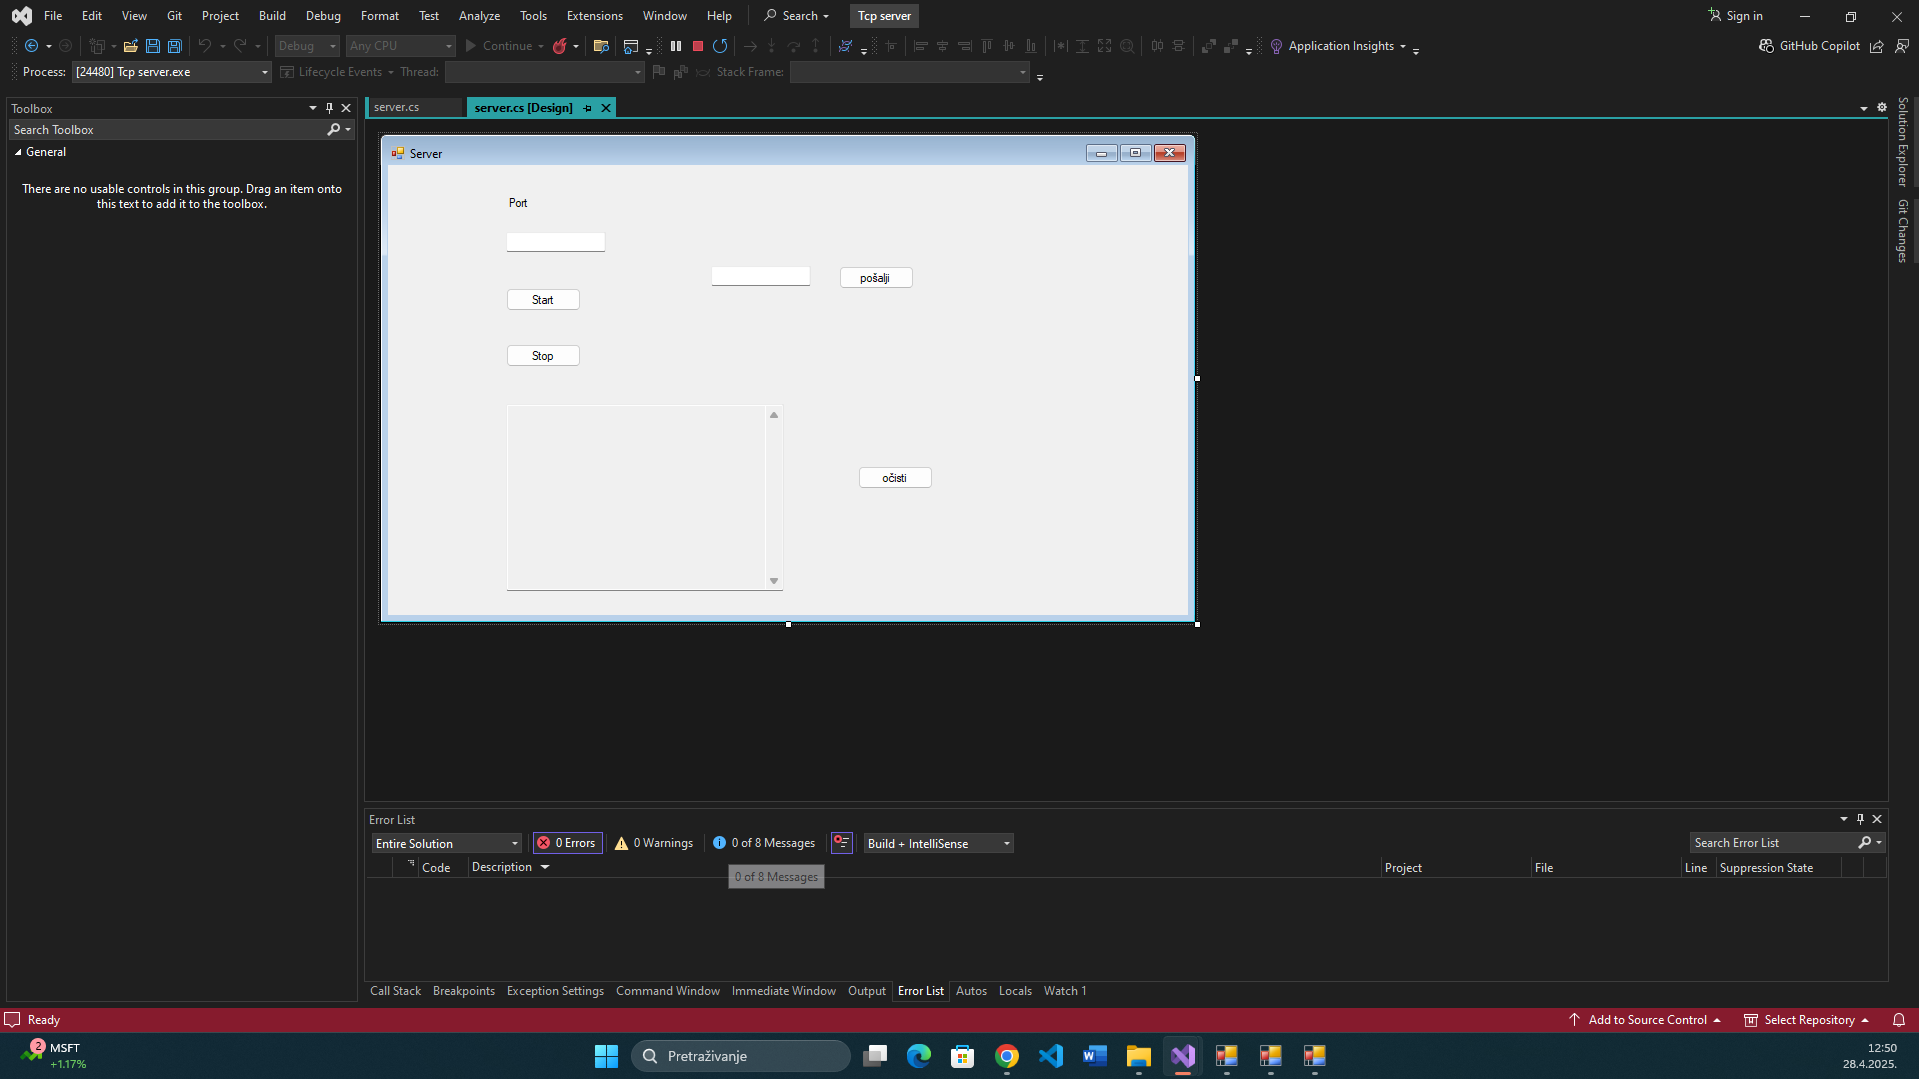 File Edit View Git Project Build Debug Format Test Analyze Tools Extensions Window Help Search Tcp server Sign in
Debug Any CPU Continue Application Insights GitHub Copilot
Process: [24480] Tcp server.exe Lifecycle Events Thread: Stack Frame:
Toolbox
Search Toolbox
General
There are no usable controls in this group. Drag an item onto
this text to add it to the toolbox.
server.cs server.cs [Design]
Server
Port
pošalji
Start
Stop
očisti
Solution Explorer
Git Changes
Error List
Entire Solution 0 Errors 0 Warnings 0 of 8 Messages Build + IntelliSense Search Error List
Code Description Project File Line Suppression State
0 of 8 Messages
Call Stack Breakpoints Exception Settings Command Window Immediate Window Output Error List Autos Locals Watch 1
Ready Add to Source Control Select Repository
2 MSFT
+1.17%
Pretraživanje
12:50
28.4.2025.